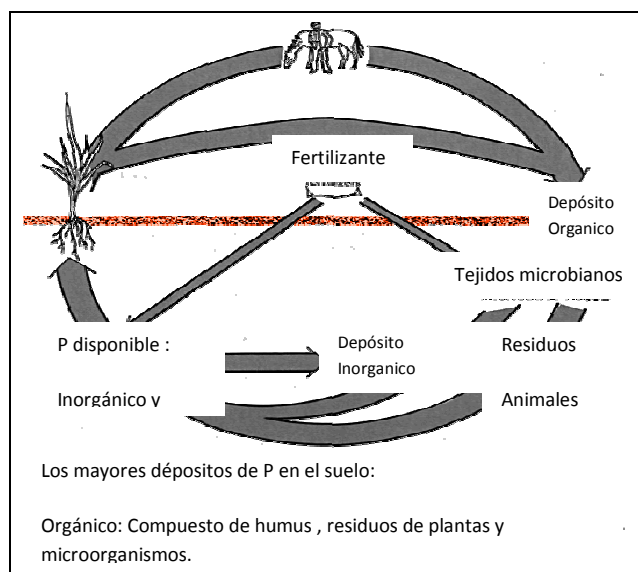 Fertilizante
Depósito
Organico
Tejidos microbianos
P disponible :
Depósito
Inorganico
Residuos
Inorgánico y
Animales
Los mayores dépositos de P en el suelo:
Orgánico: Compuesto de humus , residuos de plantas y
microorganismos.